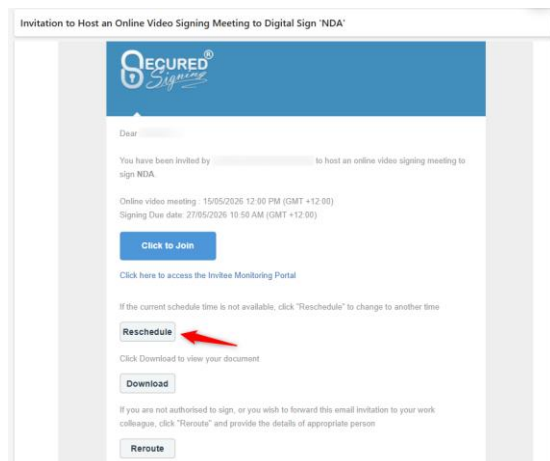 Invitation to Host an Online Video Signing Meeting to Digital Sign 'NDA'
SECURED®
Signing
Dear
You have been invited by to host an online video signing meeting to
sign NDA
Online video meeting : 15/05/2026 12:00 PM (GMT +12:00)
Signing Due date: 27/05/2026 10:50 AM (GMT +12:00)
Click to Join
Click here to access the Invitee Monitoring Portal
If the current schedule time is not available, click "Reschedule" to change to another time
Reschedule
Click Download to view your document
Download
If you are not authorised to sign, or you wish to forward this email invitation to your work
colleague, click "Reroute" and provide the details of appropriate person
Reroute